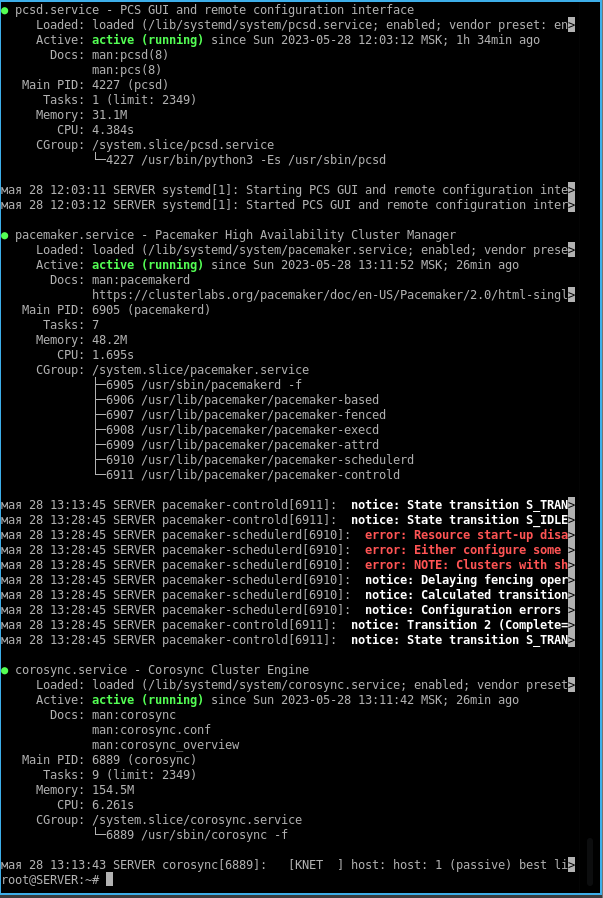 ● pcsd.service - PCS GUI and remote configuration interface
     Loaded: loaded (/lib/systemd/system/pcsd.service; enabled; vendor preset: en>
     Active: active (running) since Sun 2023-05-28 12:03:12 MSK; 1h 34min ago
       Docs: man:pcsd(8)
             man:pcs(8)
   Main PID: 4227 (pcsd)
      Tasks: 1 (limit: 2349)
     Memory: 31.1M
        CPU: 4.384s
     CGroup: /system.slice/pcsd.service
             └─4227 /usr/bin/python3 -Es /usr/sbin/pcsd

мая 28 12:03:11 SERVER systemd[1]: Starting PCS GUI and remote configuration inte>
мая 28 12:03:12 SERVER systemd[1]: Started PCS GUI and remote configuration inter>

● pacemaker.service - Pacemaker High Availability Cluster Manager
     Loaded: loaded (/lib/systemd/system/pacemaker.service; enabled; vendor prese>
     Active: active (running) since Sun 2023-05-28 13:11:52 MSK; 26min ago
       Docs: man:pacemakerd
             https://clusterlabs.org/pacemaker/doc/en-US/Pacemaker/2.0/html-singl>
   Main PID: 6905 (pacemakerd)
      Tasks: 7
     Memory: 48.2M
        CPU: 1.695s
     CGroup: /system.slice/pacemaker.service
             ├─6905 /usr/sbin/pacemakerd -f
             ├─6906 /usr/lib/pacemaker/pacemaker-based
             ├─6907 /usr/lib/pacemaker/pacemaker-fenced
             ├─6908 /usr/lib/pacemaker/pacemaker-execd
             ├─6909 /usr/lib/pacemaker/pacemaker-attrd
             ├─6910 /usr/lib/pacemaker/pacemaker-schedulerd
             └─6911 /usr/lib/pacemaker/pacemaker-controld

мая 28 13:13:45 SERVER pacemaker-controld[6911]:  notice: State transition S_TRAN>
мая 28 13:28:45 SERVER pacemaker-controld[6911]:  notice: State transition S_IDLE>
мая 28 13:28:45 SERVER pacemaker-schedulerd[6910]:  error: Resource start-up disa>
мая 28 13:28:45 SERVER pacemaker-schedulerd[6910]:  error: Either configure some >
мая 28 13:28:45 SERVER pacemaker-schedulerd[6910]:  error: NOTE: Clusters with sh>
мая 28 13:28:45 SERVER pacemaker-schedulerd[6910]:  notice: Delaying fencing oper>
мая 28 13:28:45 SERVER pacemaker-schedulerd[6910]:  notice: Calculated transition>
мая 28 13:28:45 SERVER pacemaker-schedulerd[6910]:  notice: Configuration errors >
мая 28 13:28:45 SERVER pacemaker-controld[6911]:  notice: Transition 2 (Complete=>
мая 28 13:28:45 SERVER pacemaker-controld[6911]:  notice: State transition S_TRAN>

● corosync.service - Corosync Cluster Engine
     Loaded: loaded (/lib/systemd/system/corosync.service; enabled; vendor preset>
     Active: active (running) since Sun 2023-05-28 13:11:42 MSK; 26min ago
       Docs: man:corosync
             man:corosync.conf
             man:corosync_overview
   Main PID: 6889 (corosync)
      Tasks: 9 (limit: 2349)
     Memory: 154.5M
        CPU: 6.261s
     CGroup: /system.slice/corosync.service
             └─6889 /usr/sbin/corosync -f

мая 28 13:13:43 SERVER corosync[6889]:   [KNET  ] host: host: 1 (passive) best li>
root@SERVER:~#